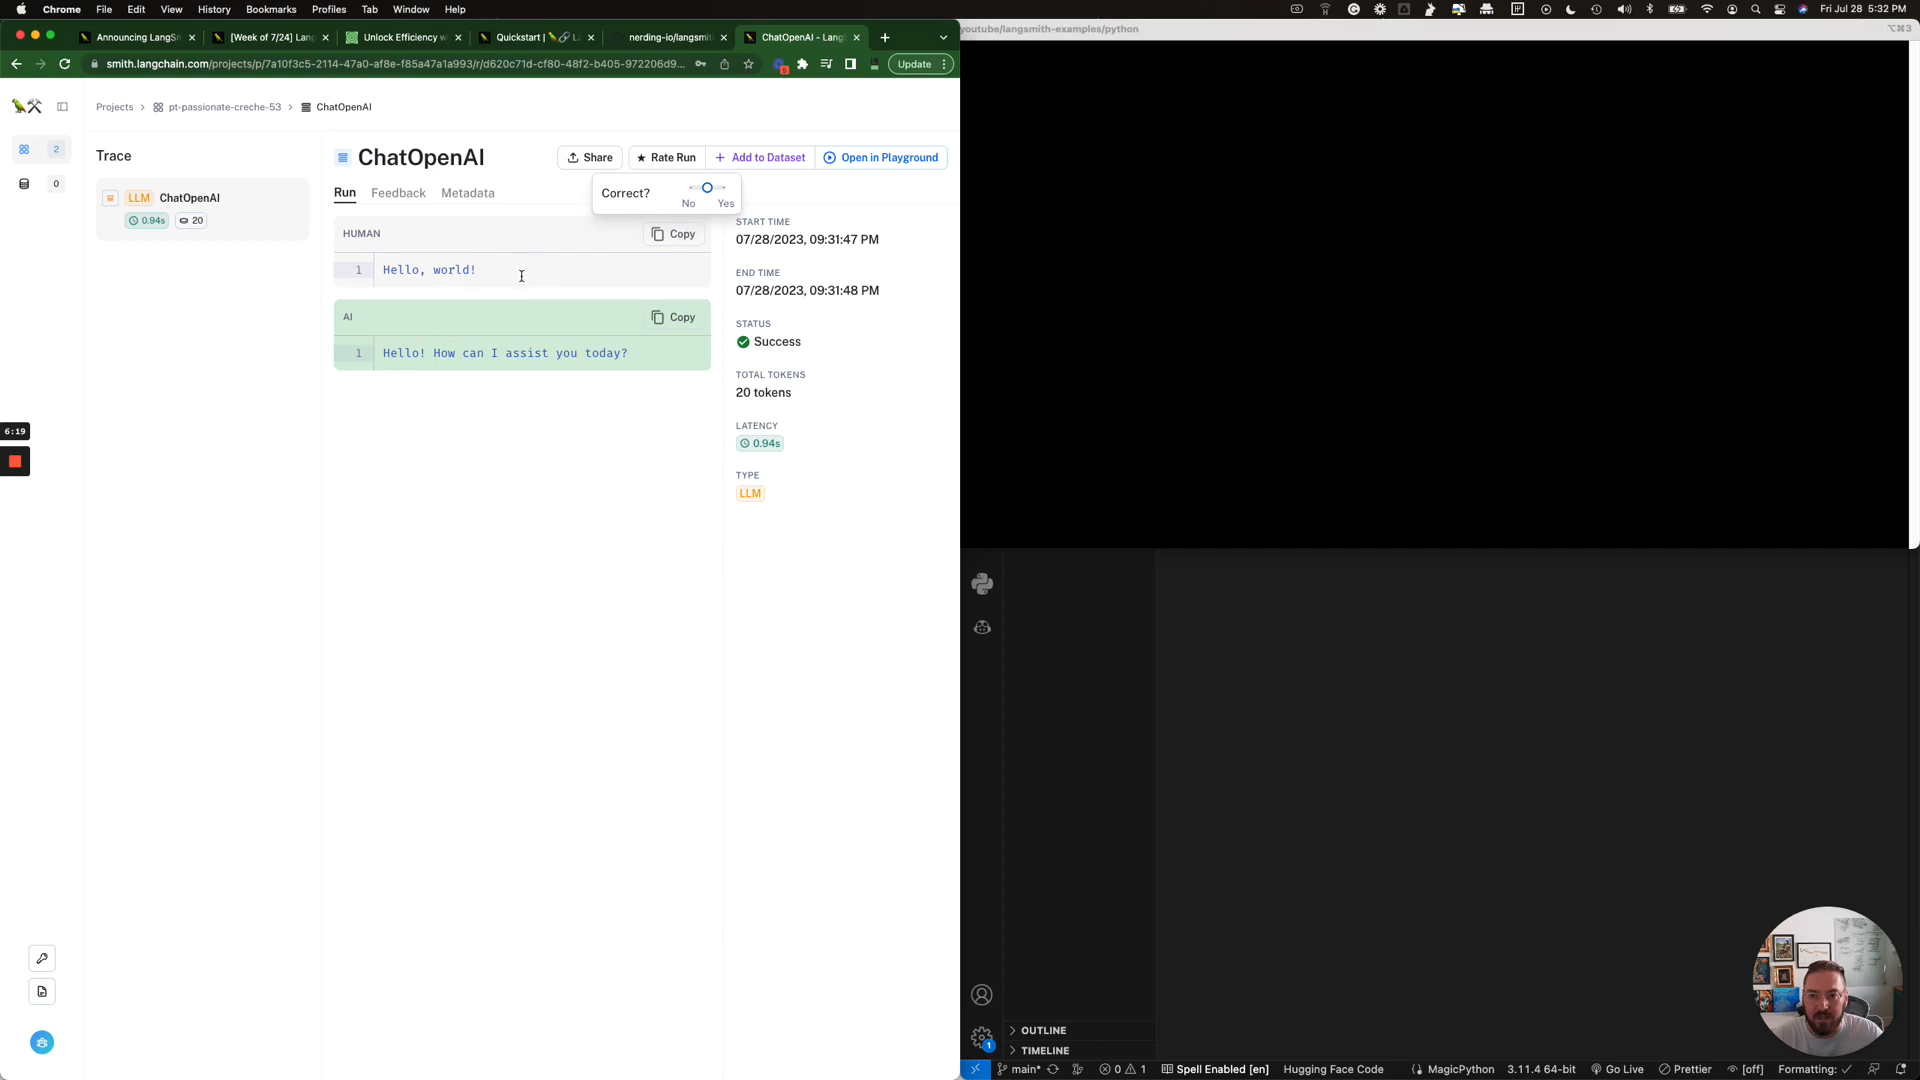 Chrome File Edit View History Bookmarks Profiles Tab Window Help Fri Jul 28 5:32 PM
Announcing LangSm [Week of 7/24] Lang Unlock Efficiency w Quickstart | nerding-io/langsmith ChatOpenAI - Lang
youtube/langsmith-examples/python ⌥⌘3
smith.langchain.com/projects/p/7a10f3c5-2114-47a0-af8e-f85a47a1a993/r/d620c71d-cf80-48f2-b405-972206d9... 5 Update
Projects > pt-passionate-creche-53 > ChatOpenAI
2
Trace
ChatOpenAI
Share
Rate Run
Add to Dataset
Open in Playground
0
LLM ChatOpenAI
0.94s 20
Run Feedback Metadata
Correct?
No Yes
HUMAN
Copy
1 Hello, world!
AI
Copy
1 Hello! How can I assist you today?
START TIME
07/28/2023, 09:31:47 PM
END TIME
07/28/2023, 09:31:48 PM
STATUS
Success
TOTAL TOKENS
20 tokens
LATENCY
0.94s
TYPE
LLM
6:19
OUTLINE
1
TIMELINE
main* 0 1 Spell Enabled [en] Hugging Face Code MagicPython 3.11.4 64-bit Go Live Prettier [off] Formatting: ✓